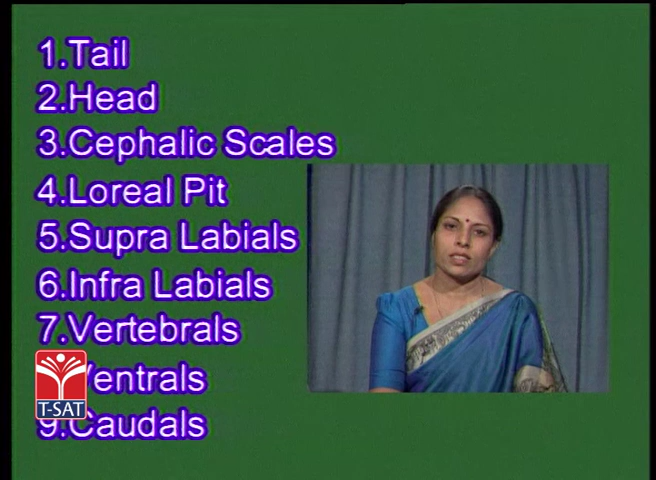 1.Tail
2.Head
3.Cephalic Scales
4.Loreal Pit
5.Supra Labials
6.Infra Labials
7.Vertebrals
Ventrals
9.Caudals
T-SAT